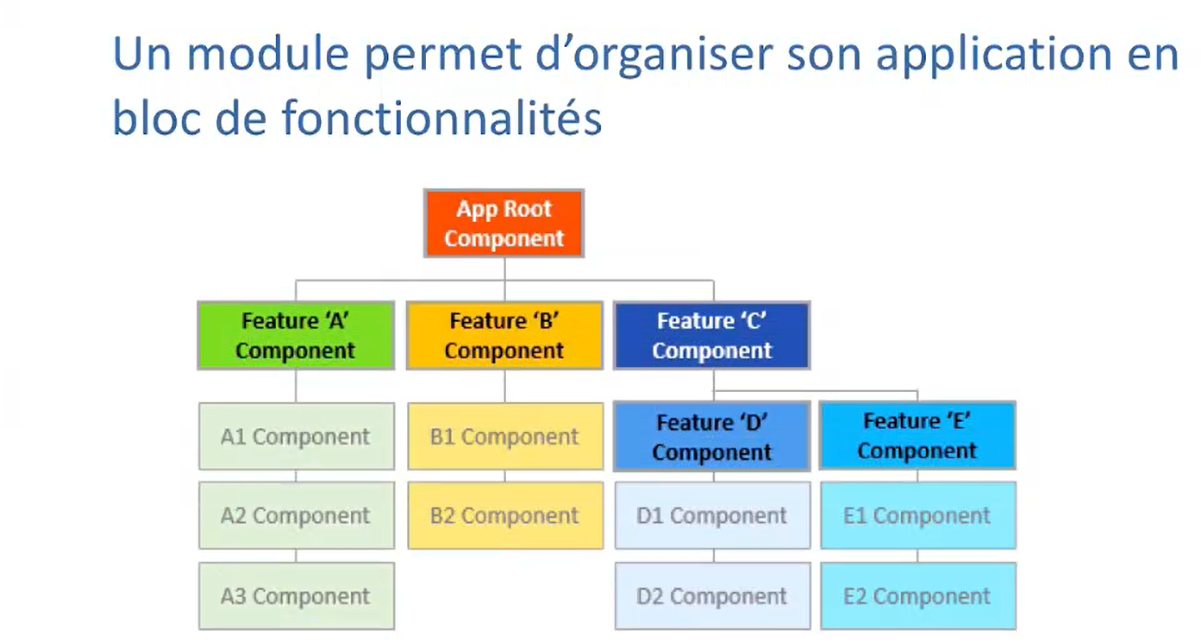 Un module permet d’organiser son application en
bloc de fonctionnalités
App Root
Component
Feature ‘A’
Component
Feature ‘B’
Component
Feature ‘C’
Component
A1 Component
B1 Component
Feature ‘D’
Component
Feature ‘E’
Component
A2 Component
B2 Component
D1 Component
E1 Component
A3 Component
D2 Component
E2 Component